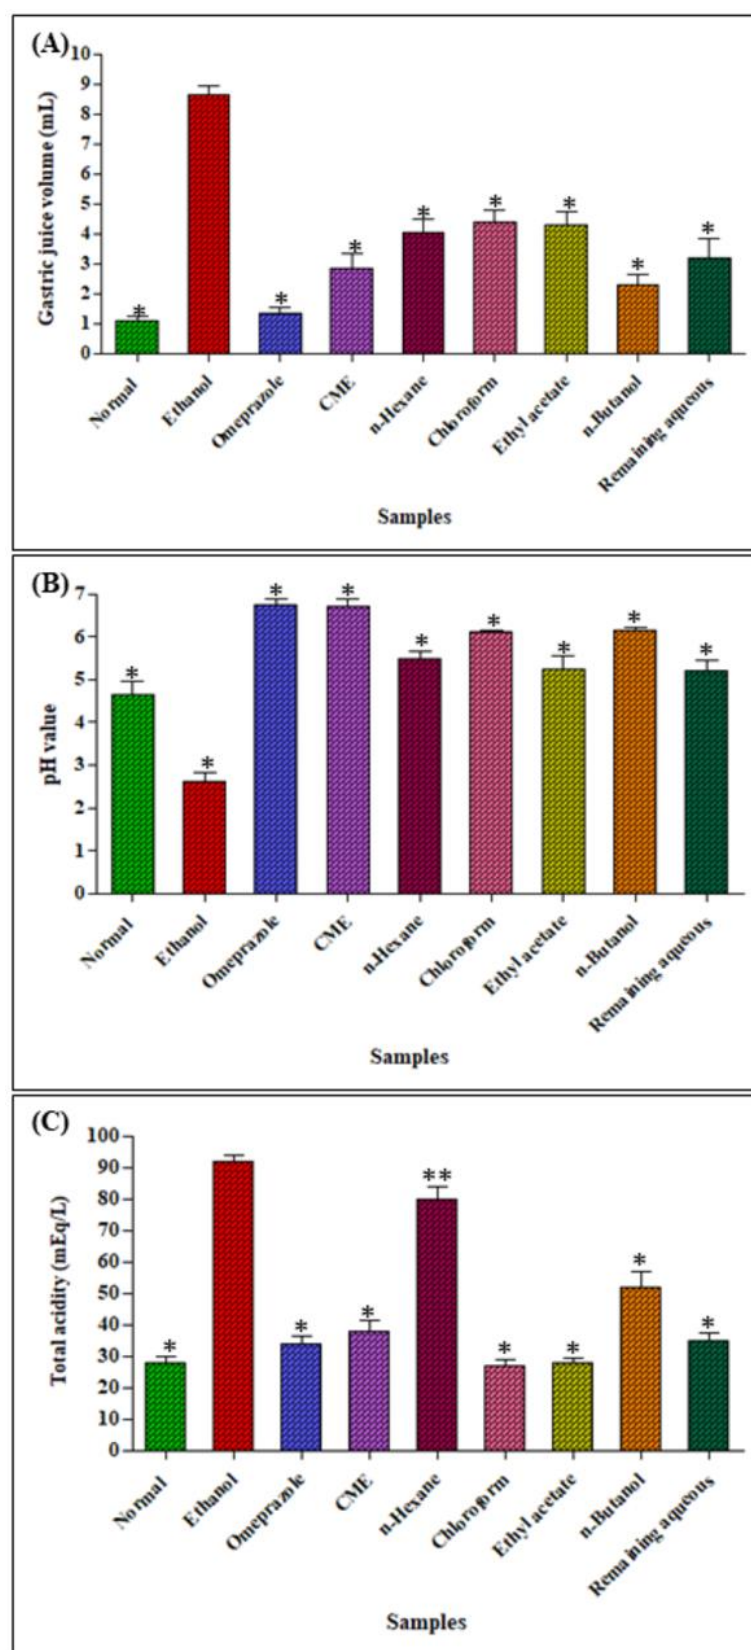 (A)
10
9
8
7
6
5
4
3
2
1
0
Gastric juice volume (mL)
* * * * * * * *
Normal
Ethanol
Omeprazole
CME
n-Hexane
Chloroform
Ethyl acetate
n-Butanol
Remaining aqueous
Samples
(B)
7
6
5
4
3
2
1
0
pH value
* * * * * * * * *
Normal
Ethanol
Omeprazole
CME
n-Hexane
Chloroform
Ethyl acetate
n-Butanol
Remaining aqueous
Samples
(C)
100
90
80
70
60
50
40
30
20
10
0
Total acidity (mEq/L)
* * * ** * * * *
Normal
Ethanol
Omeprazole
CME
n-Hexane
Chloroform
Ethyl acetate
n-Butanol
Remaining aqueous
Samples